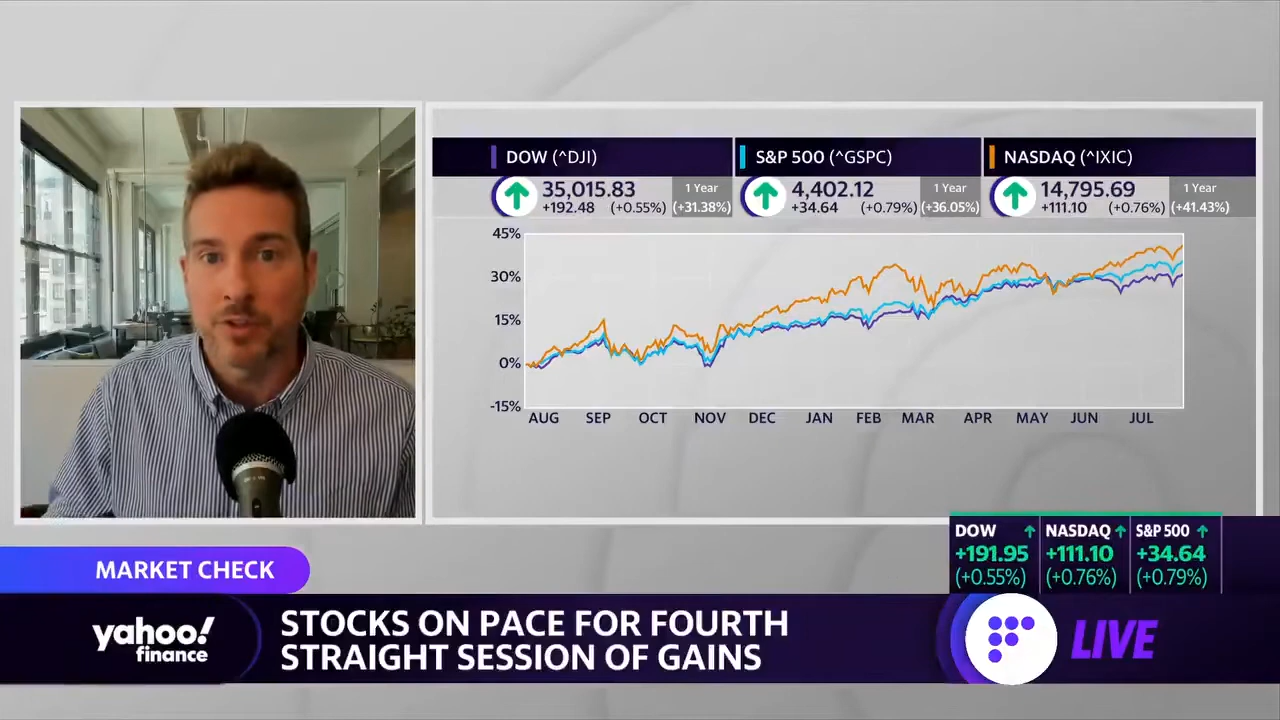 DOW (^DJI)
35,015.83
+192.48 (+0.55%)
1 Year
(+31.38%)
S&P 500 (^GSPC)
4,402.12
+34.64 (+0.79%)
1 Year
(+36.05%)
NASDAQ (^IXIC)
14,795.69
+111.10 (+0.76%)
1 Year
(+41.43%)
45%
30%
15%
0%
-15%
AUG SEP OCT NOV DEC JAN FEB MAR APR MAY JUN JUL
DOW
+191.95
(+0.55%)
NASDAQ
+111.10
(+0.76%)
S&P 500
+34.64
(+0.79%)
MARKET CHECK
yahoo!
finance
STOCKS ON PACE FOR FOURTH
STRAIGHT SESSION OF GAINS
LIVE